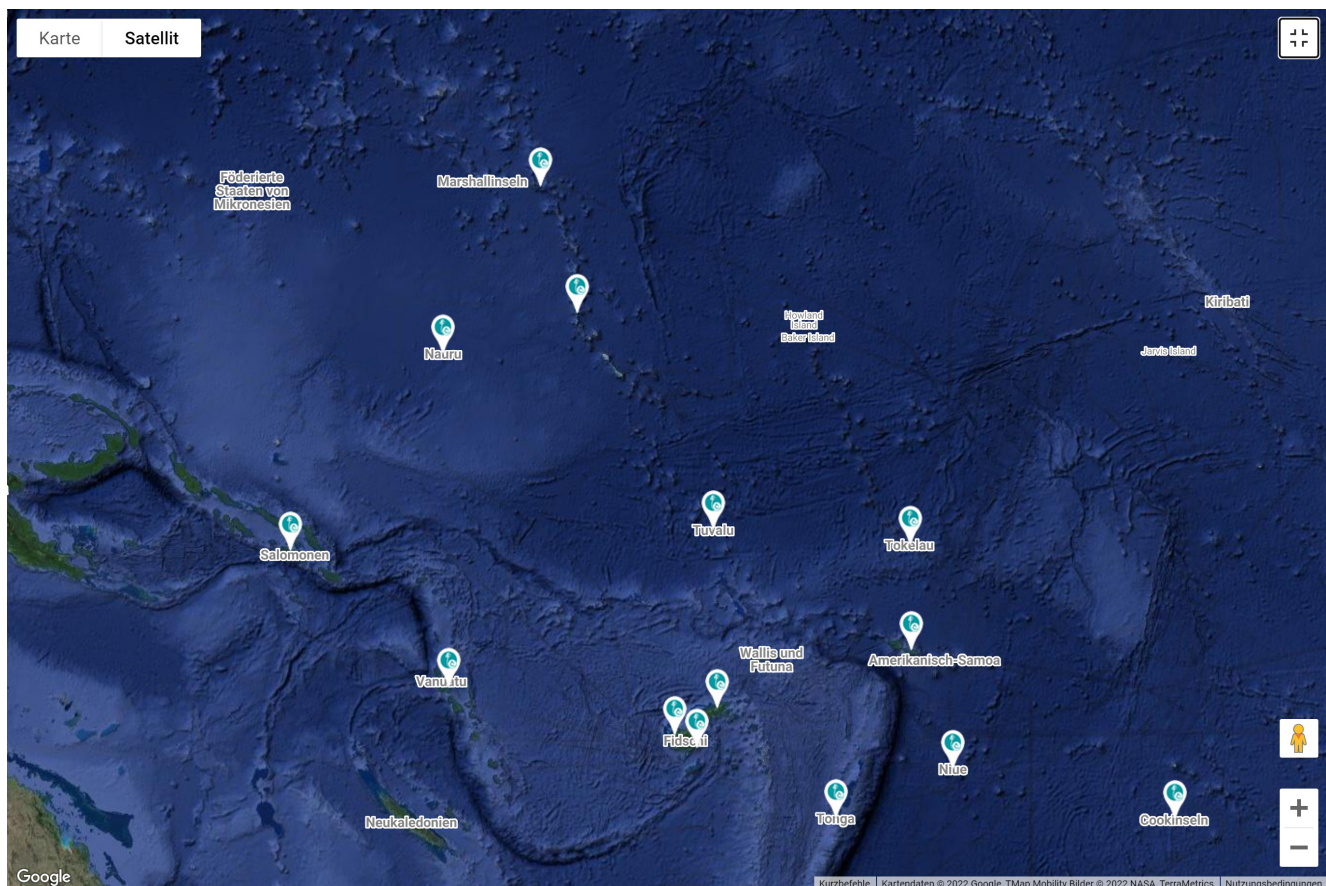 Karte Satellit
Föderierte
Staaten von
Mikronesien
Marshallinseln
Kiribati
Howland
Island
Baker Island
Nauru
Jarvis Island
Tuvalu
Tokelau
Salomonen
Wallis und
Futuna
Amerikanisch-Samoa
Vanuatu
Fidschi
Niue
Tonga
Cookinseln
Neukaledonien
Google
Kurzbefehle Kartendaten © 2022 Google, TMap Mobility Bilder © 2022 NASA, TerraMetrics Nutzungsbedingungen